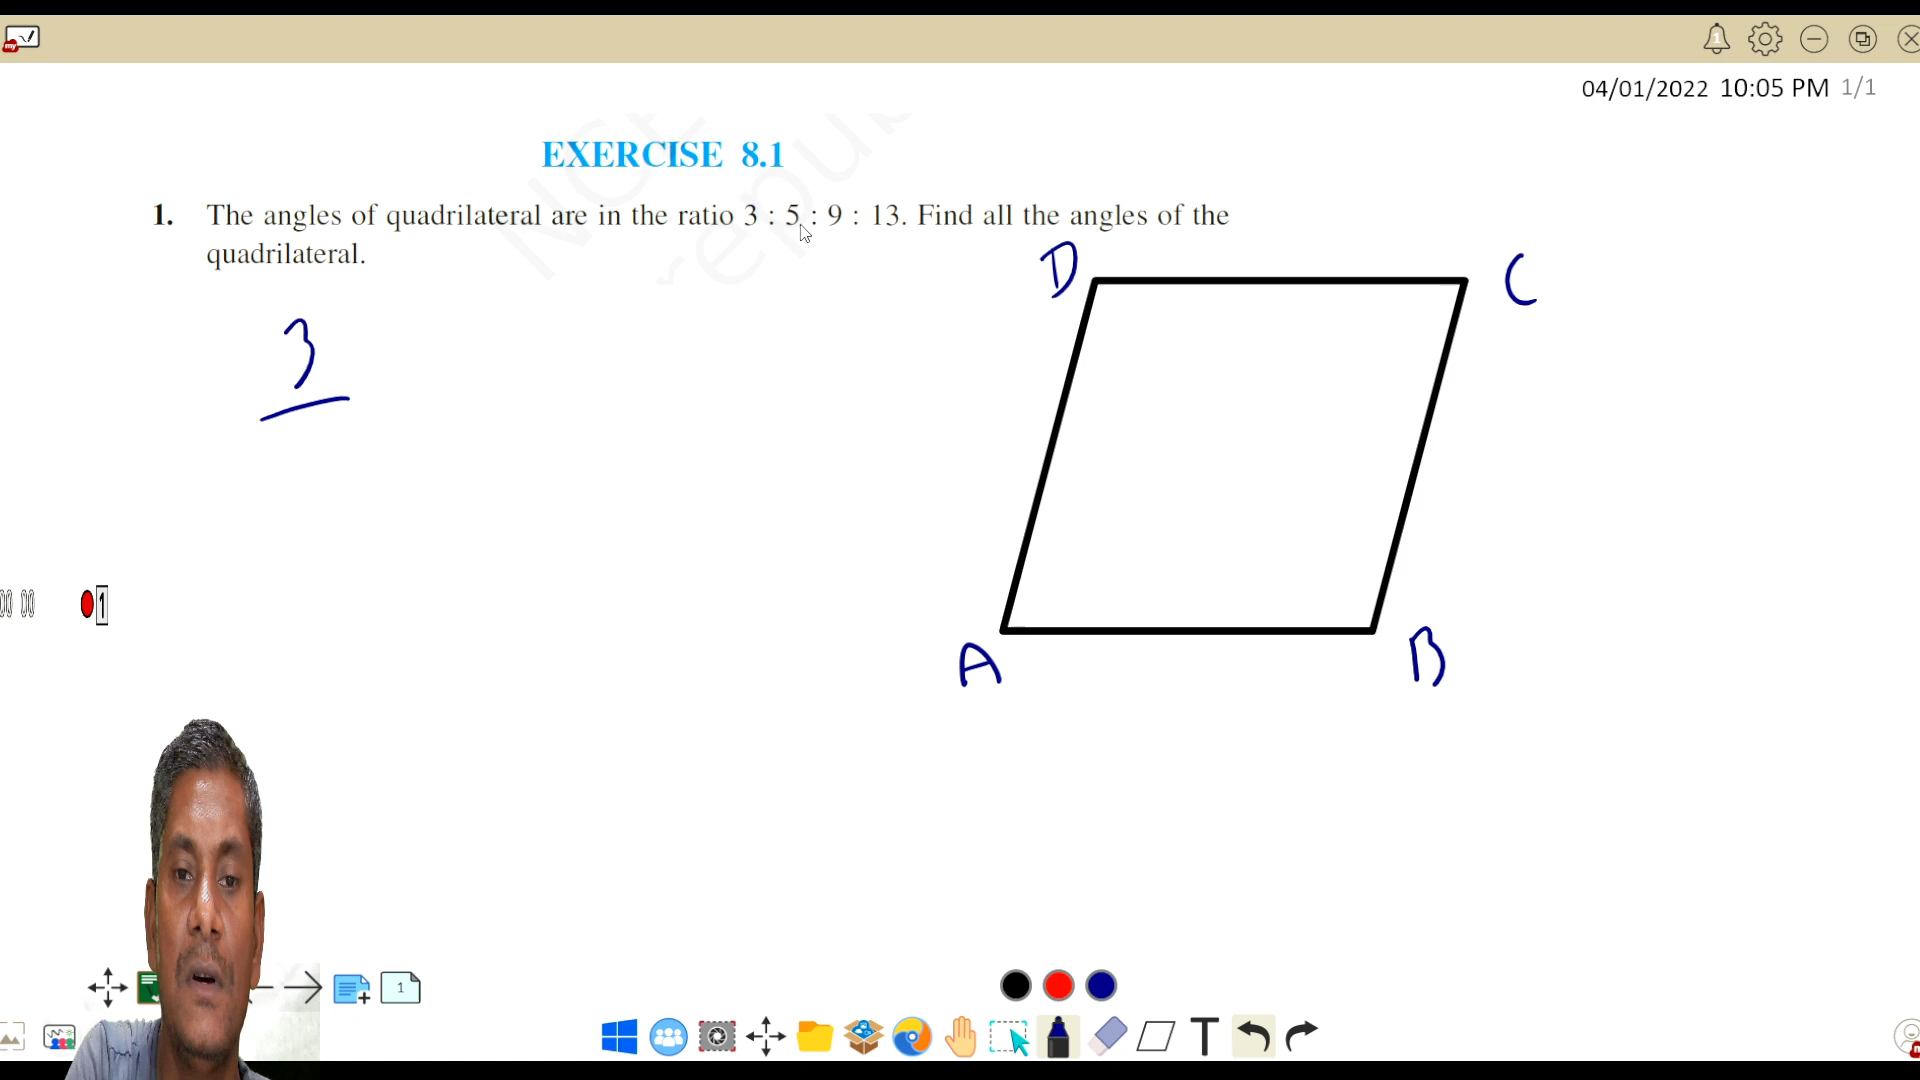 04/01/2022 10:05 PM 1/1
EXERCISE 8.1
1. The angles of quadrilateral are in the ratio 3 : 5 : 9 : 13. Find all the angles of the
quadrilateral.
D
C
3
A
B
1
1
T